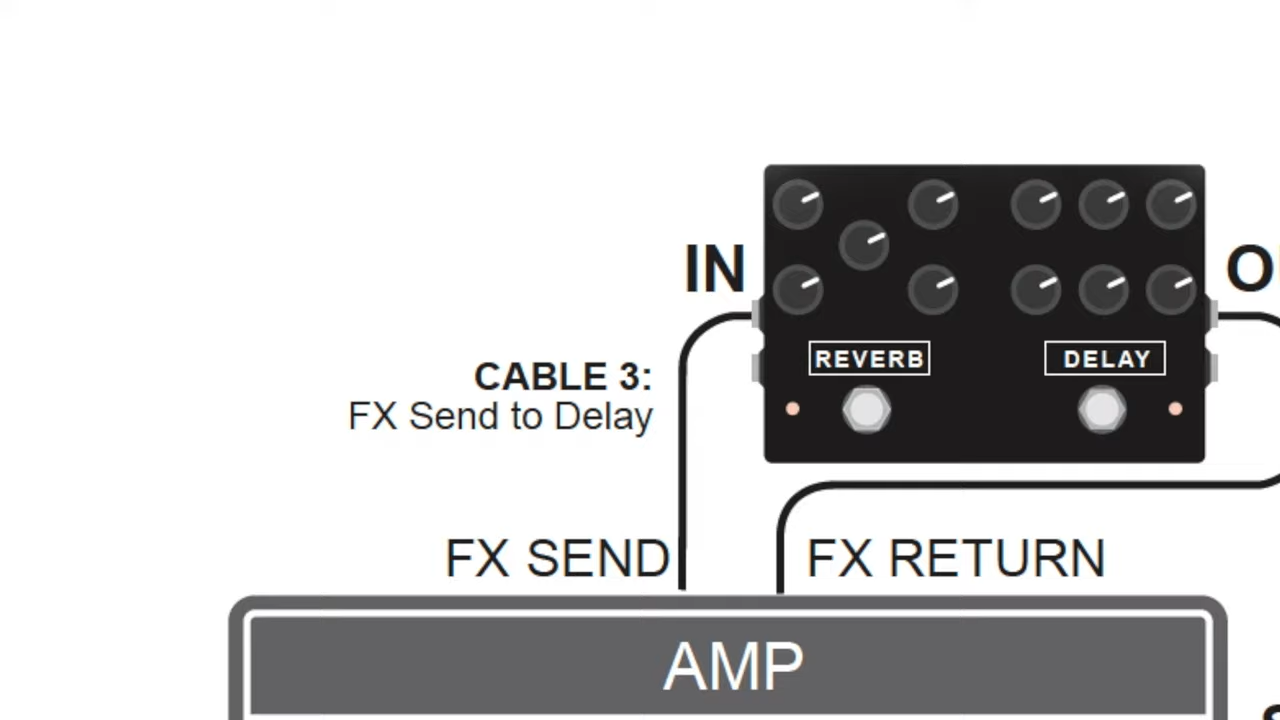 IN
REVERB
DELAY
CABLE 3:
FX Send to Delay
FX SEND
FX RETURN
AMP